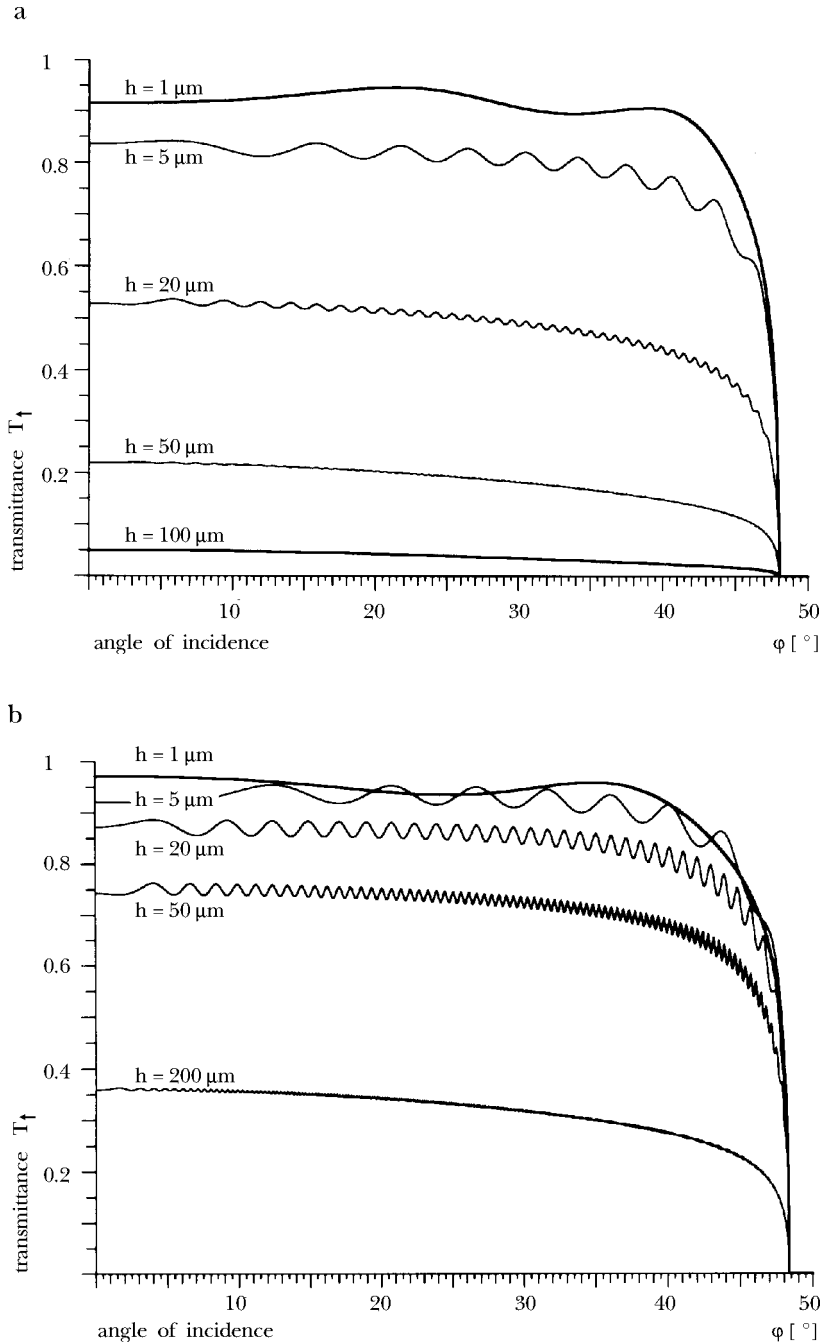 a
1
h = 1 µm
h = 5 µm
0.8
0.6
h = 20 µm
0.4
transmittance T↑
h = 50 µm
0.2
h = 100 µm
10 20 30 40 50
angle of incidence φ [ °]
b
1
h = 1 µm
h = 5 µm
h = 20 µm
0.8
h = 50 µm
0.6
0.4
h = 200 µm
transmittance T↑
0.2
10 20 30 40 50
angle of incidence φ [ °]